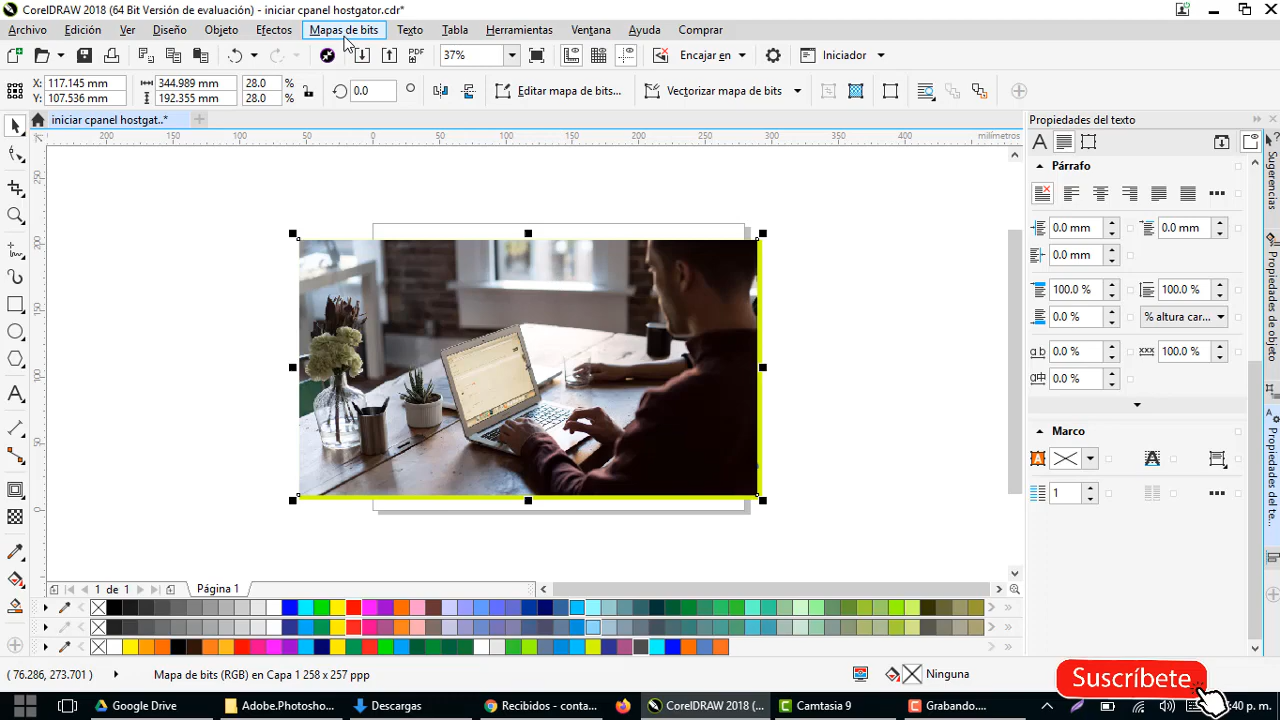 CorelDRAW 2018 (64 Bit Versión de evaluación) - iniciar cpanel hostgator.cdr*
Archivo Edición Ver Diseño Objeto Efectos Mapas de bits Texto Tabla Herramientas Ventana Ayuda Comprar
PDF 37% Encajar en Iniciador
X: 117.145 mm 344.989 mm 28.0 %
Y: 107.536 mm 192.355 mm 28.0 %
0.0 Editar mapa de bits... Vectorizar mapa de bits
iniciar cpanel hostgat..*
Propiedades del texto
200 150 100 50 0 50 100 150 200 250 300 350 400 milímetros
Párrafo
0.0 mm 0.0 mm
0.0 mm
100.0 % 100.0 %
0.0 % % altura car...
0.0 % 100.0 %
0.0 %
Marco
1
Sugerencias
Propiedades de objeto
Propiedades del te...
1 de 1 Página 1
( 76.286, 273.701 ) Mapa de bits (RGB) en Capa 1 258 x 257 ppp Ninguna
Suscríbete
Google Drive Adobe.Photosho... Descargas Recibidos - conta... CorelDRAW 2018 (... Camtasia 9 Grabando.... :40 p. m.